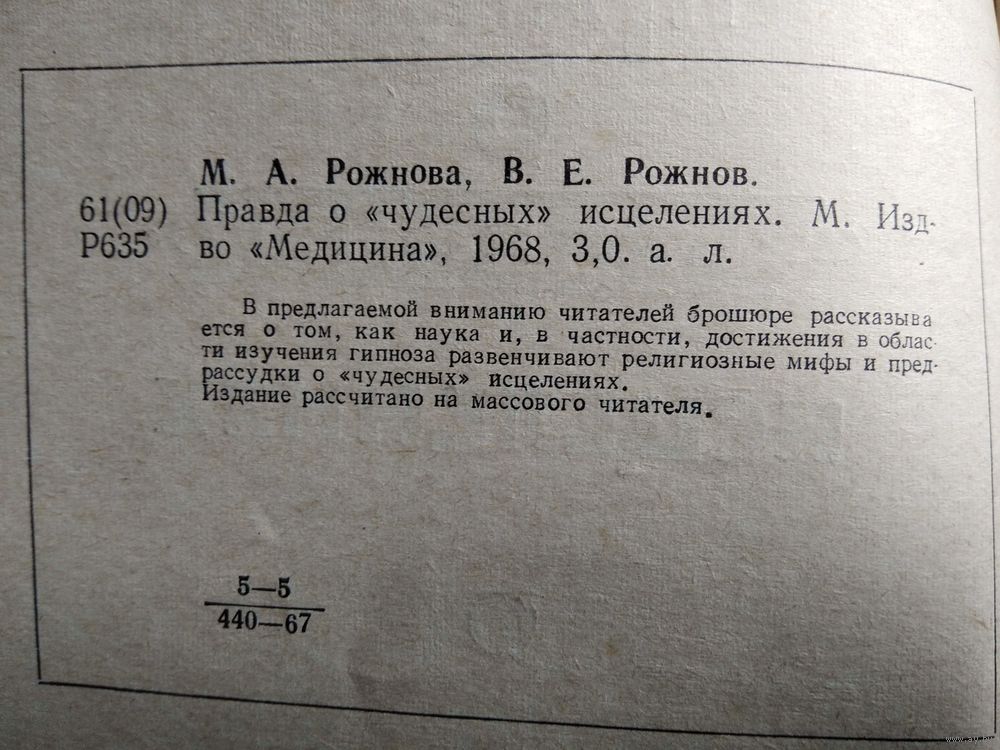 М. А. Рожнова, В. Е. Рожнов.
61(09) Правда о «чудесных» исцелениях. М. Изд-
Р635 во «Медицина», 1968, 3,0. а. л.
В предлагаемой вниманию читателей брошюре рассказыва
ется о том, как наука и, в частности, достижения в облас-
ти изучения гипноза развенчивают религиозные мифы и пред-
рассудки о «чудесных» исцелениях.
Издание рассчитано на массового читателя.
5—5
440—67